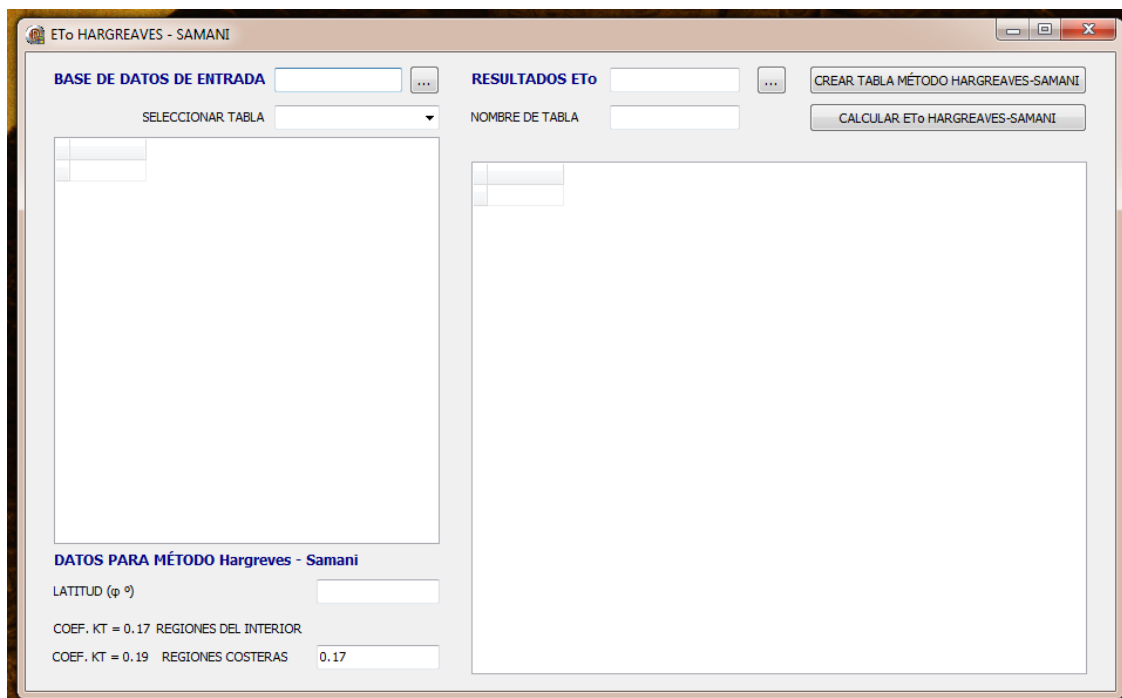 ETo HARGREAVES - SAMANI
BASE DE DATOS DE ENTRADA
...
SELECCIONAR TABLA
RESULTADOS ETo
...
CREAR TABLA MÉTODO HARGREAVES-SAMANI
NOMBRE DE TABLA
CALCULAR ETo HARGREAVES-SAMANI
DATOS PARA MÉTODO Hargreves - Samani
LATITUD (φ º)
COEF. KT = 0.17 REGIONES DEL INTERIOR
COEF. KT = 0.19 REGIONES COSTERAS
0.17